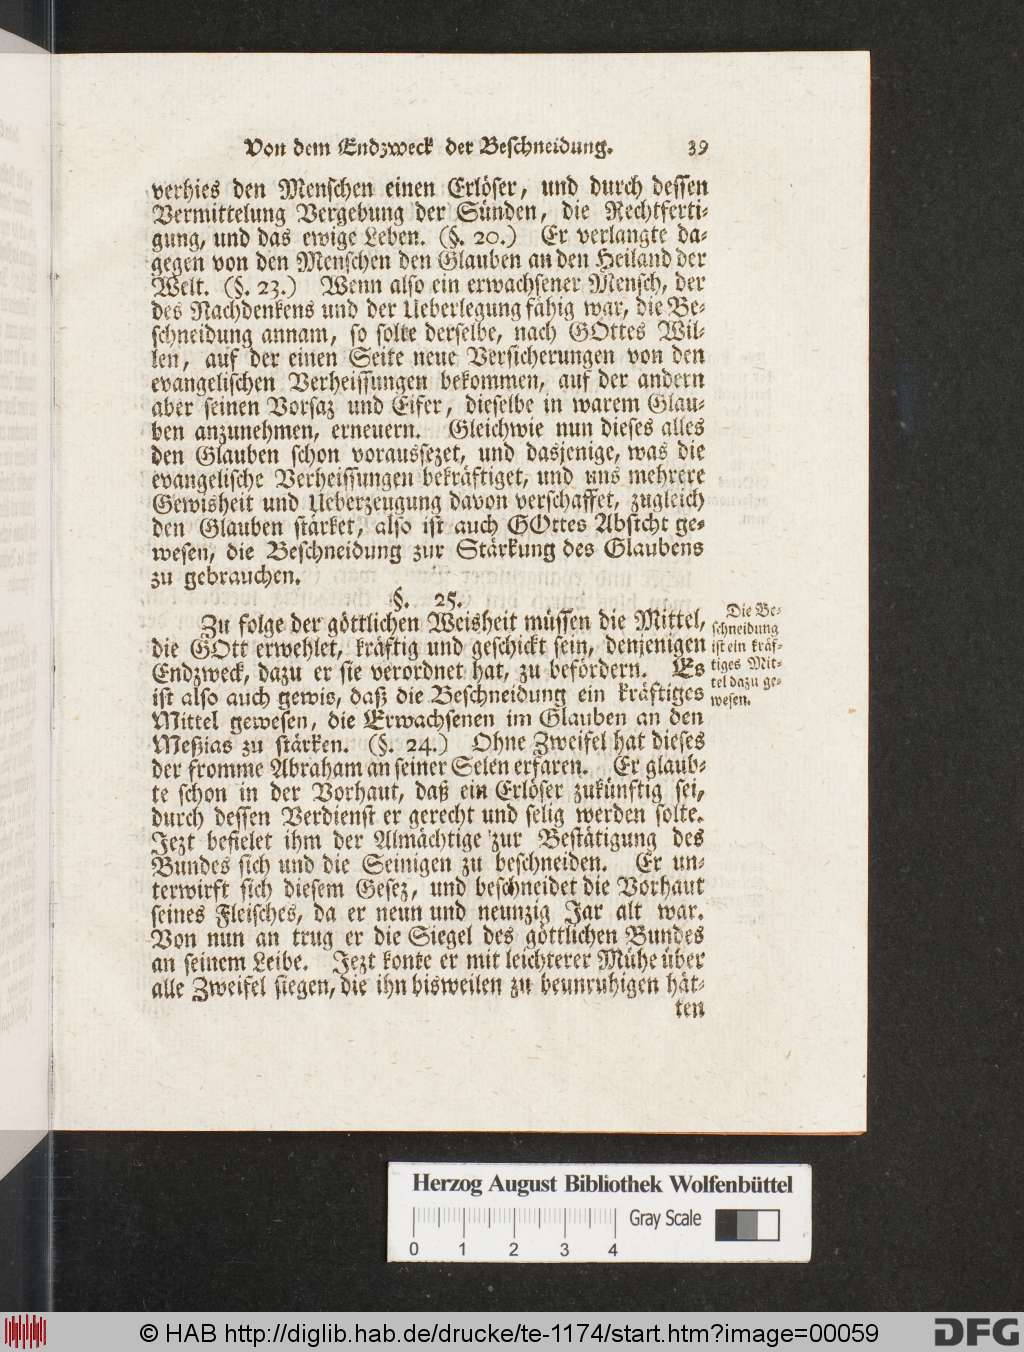 Von dem Endzweck der Beschneidung. 39
verhies den Menschen einen Erlöser, und durch dessen
Vermittelung Vergebung der Sünden, die Rechtferti-
gung, und das ewige Leben. (§. 20.) Er verlangte da-
gegen von den Menschen den Glauben an den Heiland der
Welt. (§. 23.) Wenn also ein erwachsener Mensch, der
des Nachdenkens und der Ueberlegung fähig war, die Be-
schneidung annam, so solte derselbe, nach GOttes Wil-
len, auf der einen Seite neue Versicherungen von den
evangelischen Verheissungen bekommen, auf der andern
aber seinen Vorsaz und Eifer, dieselbe in warem Glau-
ben anzunehmen, erneuern. Gleichwie nun dieses alles
den Glauben schon voraussezet, und dasjenige, was die
evangelische Verheissungen bekräftiget, und uns mehrere
Gewisheit und Ueberzeugung davon verschaffet, zugleich
den Glauben stärket, also ist auch GOttes Absicht ge-
wesen, die Beschneidung zur Stärkung des Glaubens
zu gebrauchen.
§. 25.
Zu folge der göttlichen Weisheit müssen die Mittel,
die GOtt erwehlet, kräftig und geschickt sein, denjenigen
Endzweck, dazu er sie verordnet hat, zu befördern. Es
ist also auch gewis, daß die Beschneidung ein kräftiges
Mittel gewesen, die Erwachsenen im Glauben an den
Meßias zu stärken. (§. 24.) Ohne Zweifel hat dieses
der fromme Abraham an seiner Selen erfaren. Er glaub-
te schon in der Vorhaut, daß ein Erlöser zukünftig sei,
durch dessen Verdienst er gerecht und selig werden solte.
Jezt befielet ihm der Almächtige zur Bestätigung des
Bundes sich und die Seinigen zu beschneiden. Er un-
terwirft sich diesem Gesez, und beschneidet die Vorhaut
seines Fleisches, da er neun und neunzig Jar alt war.
Von nun an trug er die Siegel des göttlichen Bundes
an seinem Leibe. Jezt konte er mit leichterer Mühe über
alle Zweifel siegen, die ihn bisweilen zu beunruhigen hät-
ten
Die Be-
schneidung
ist ein kräf-
tiges Mit-
tel dazu ge-
wesen.
Herzog August Bibliothek Wolfenbüttel
Gray Scale
0 1 2 3 4
© HAB http://diglib.hab.de/drucke/te-1174/start.htm?image=00059
DFG